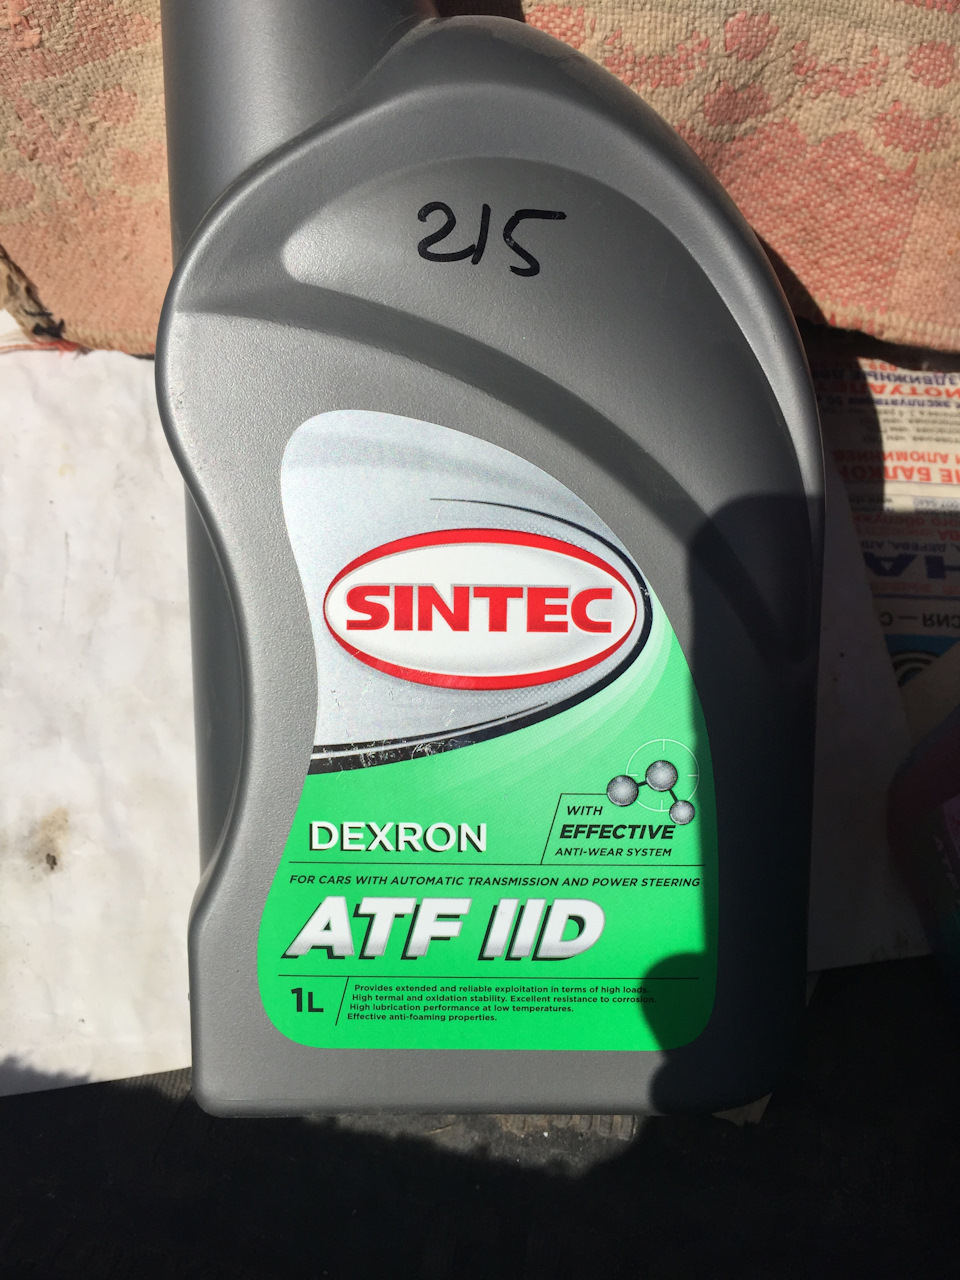 215
SINTEC
WITH
EFFECTIVE
ANTI-WEAR SYSTEM
DEXRON
FOR CARS WITH AUTOMATIC TRANSMISSION AND POWER STEERING
ATF IID
1L
Provides extended and reliable exploitation in terms of high loads.
High termal and oxidation stability. Excellent resistance to corrosion.
High lubrication performance at low temperatures.
Effective anti-foaming properties.